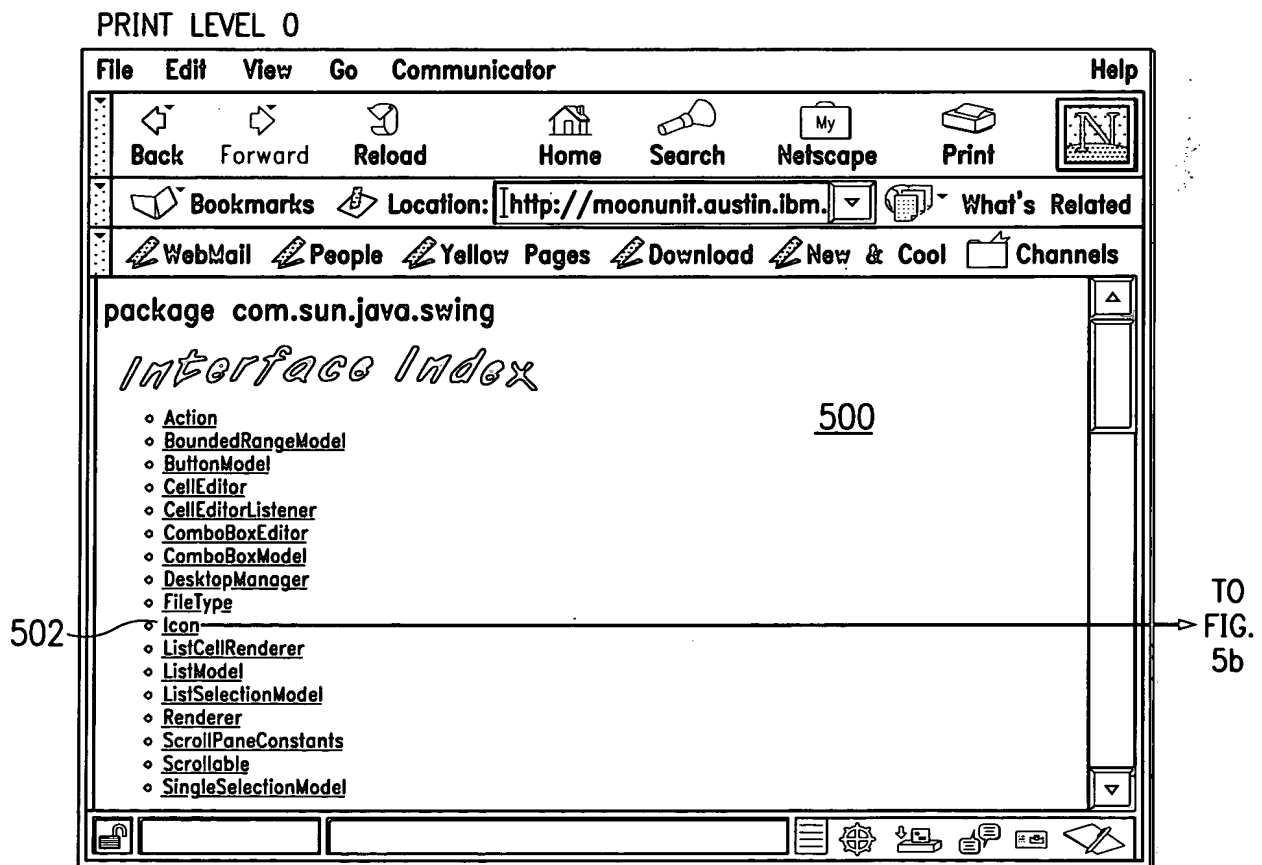 PRINT LEVEL 0
File Edit View Go Communicator Help
My
N
Back Forward Reload Home Search Netscape Print
Bookmarks Location: http://moonunit.austin.ibm. What's Related
WebMail People Yellow Pages Download New & Cool Channels
package com.sun.java.swing
Interface Index
500
Action
BoundedRangeModel
ButtonModel
CellEditor
CellEditorListener
ComboBoxEditor
ComboBoxModel
DesktopManager
FileType
502 Icon TO FIG. 5b
ListCellRenderer
ListModel
ListSelectionModel
Renderer
ScrollPaneConstants
Scrollable
SingleSelectionModel